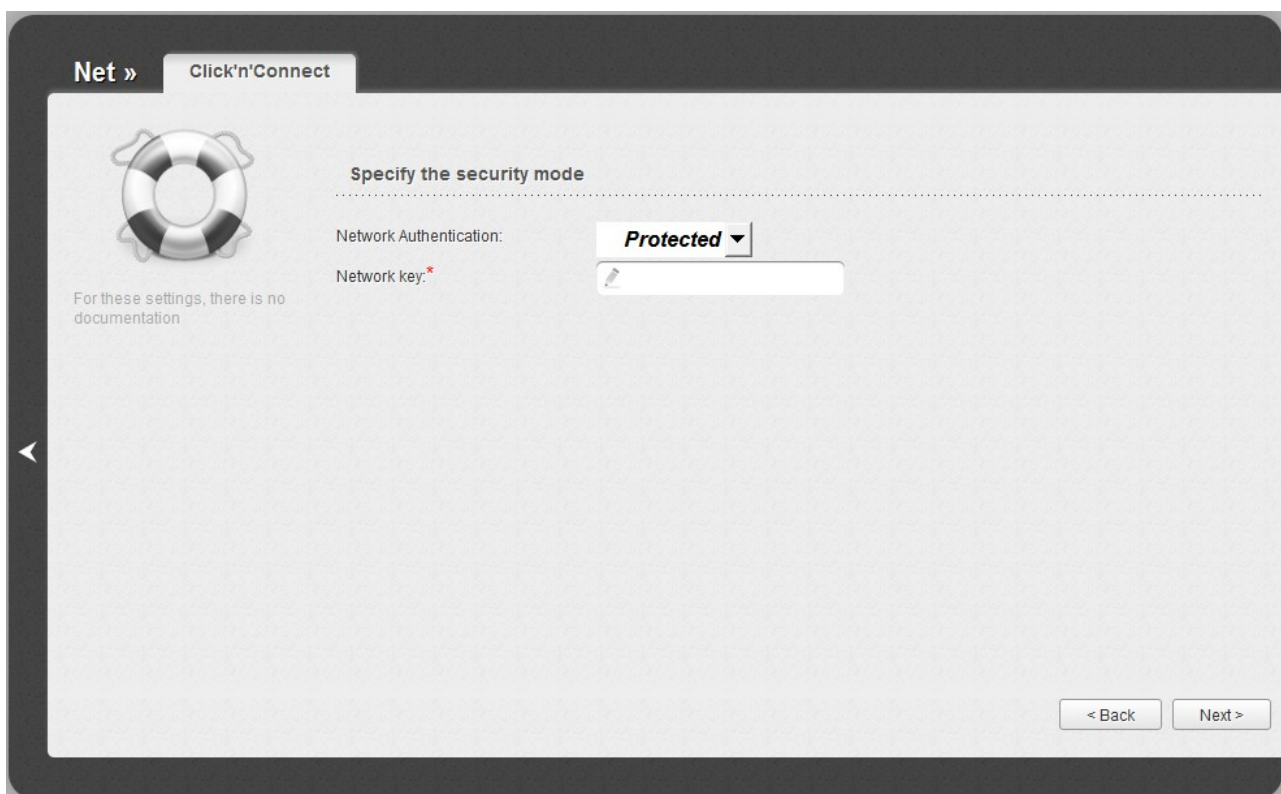 Net »
Click'n'Connect
Specify the security mode
Network Authentication:
Protected
Network key:*
For these settings, there is no
documentation
< Back
Next >